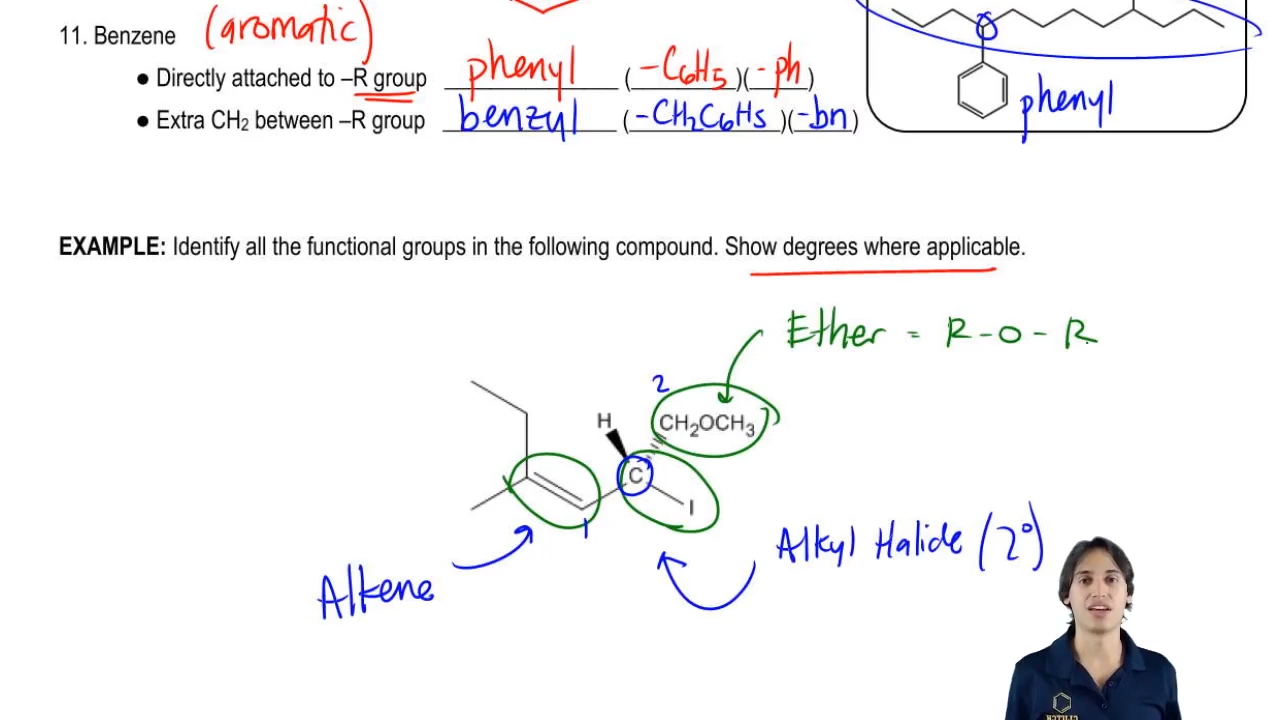 11. Benzene (aromatic)
● Directly attached to –R group phenyl (-C6H5)(-ph)
● Extra CH2 between –R group benzyl (-CH2C6H5)(-bn)
phenyl
EXAMPLE: Identify all the functional groups in the following compound. Show degrees where applicable.
Ether = R-O-R
2
H
CH2OCH3
C
I
1
Alkyl Halide (2°)
Alkene
CLUTCH